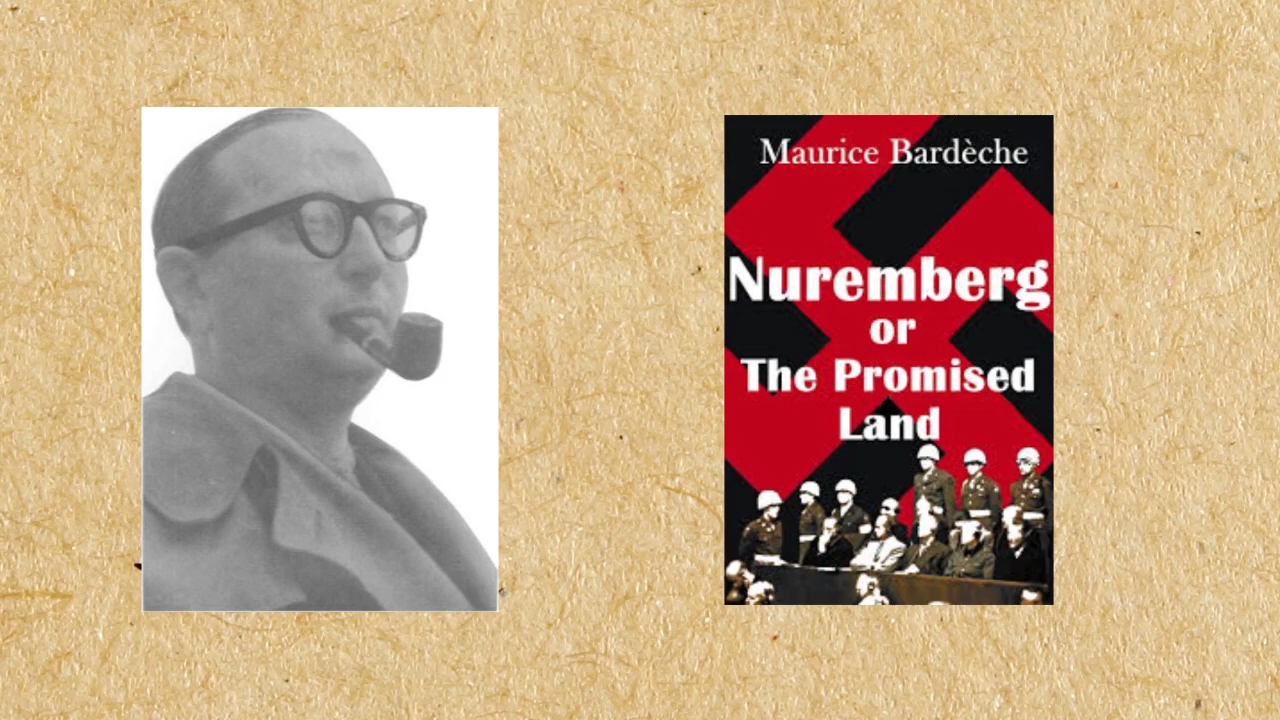 Maurice Bardèche
Nuremberg
or
The Promised
Land